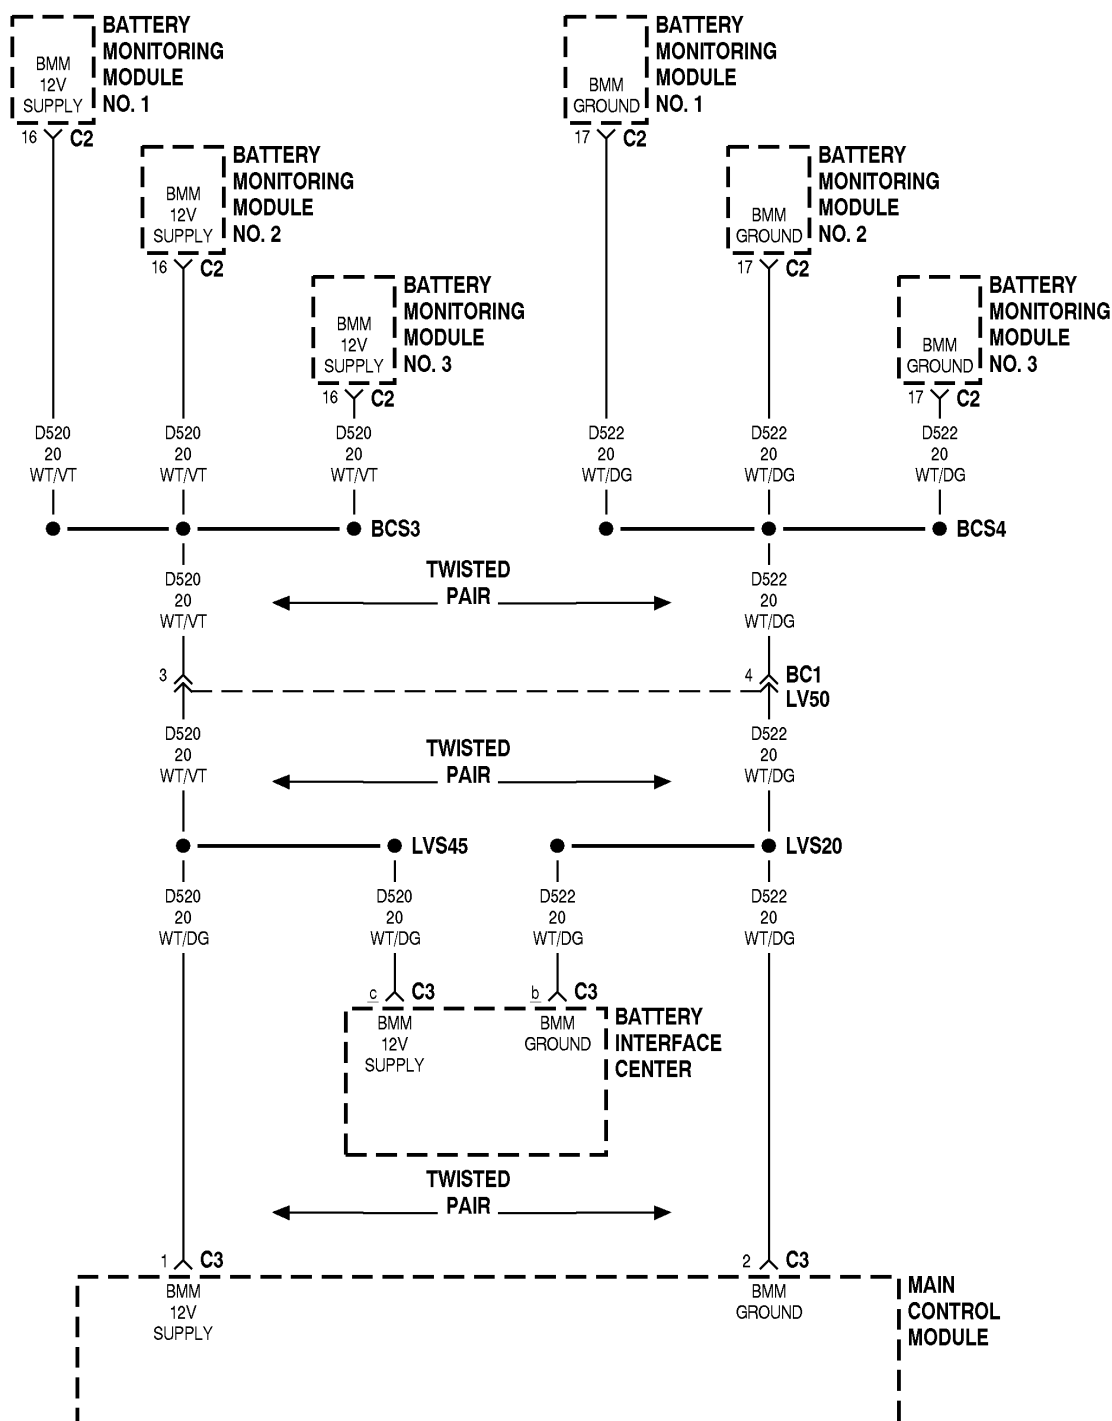 BATTERY
MONITORING
MODULE
NO. 1
BMM
12V
SUPPLY
16
C2
BATTERY
MONITORING
MODULE
NO. 2
BMM
12V
SUPPLY
16
C2
BATTERY
MONITORING
MODULE
NO. 3
BMM
12V
SUPPLY
16
C2
BATTERY
MONITORING
MODULE
NO. 1
BMM
GROUND
17
C2
BATTERY
MONITORING
MODULE
NO. 2
BMM
GROUND
17
C2
BATTERY
MONITORING
MODULE
NO. 3
BMM
GROUND
17
C2
D520
20
WT/VT
D520
20
WT/VT
D520
20
WT/VT
D522
20
WT/DG
D522
20
WT/DG
D522
20
WT/DG
BCS3
BCS4
D520
20
WT/VT
TWISTED
PAIR
D522
20
WT/DG
3
4
BC1
LV50
D520
20
WT/VT
TWISTED
PAIR
D522
20
WT/DG
LVS45
LVS20
D520
20
WT/DG
D520
20
WT/DG
D522
20
WT/DG
D522
20
WT/DG
c
C3
b
C3
BMM
12V
SUPPLY
BMM
GROUND
BATTERY
INTERFACE
CENTER
TWISTED
PAIR
1
C3
2
C3
BMM
12V
SUPPLY
BMM
GROUND
MAIN
CONTROL
MODULE